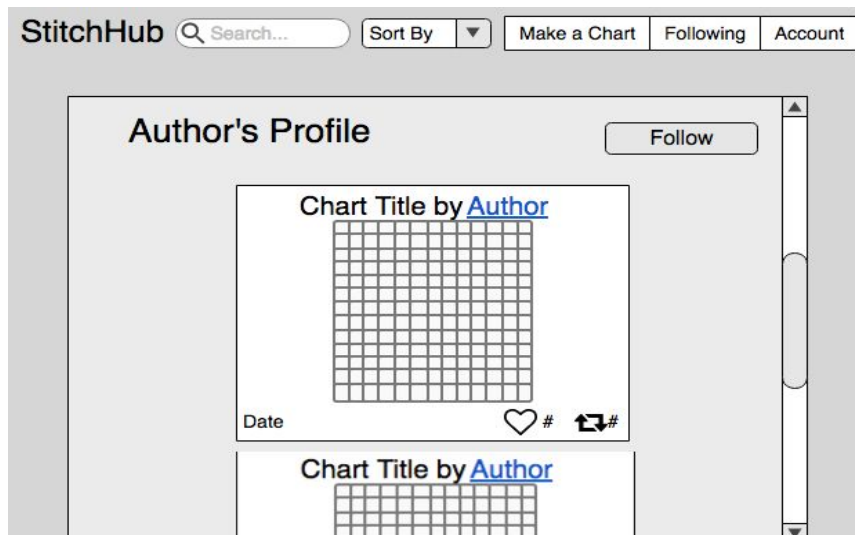 StitchHub Search... Sort By Make a Chart Following Account
Author's Profile
Follow
Chart Title by Author
Date # #
Chart Title by Author